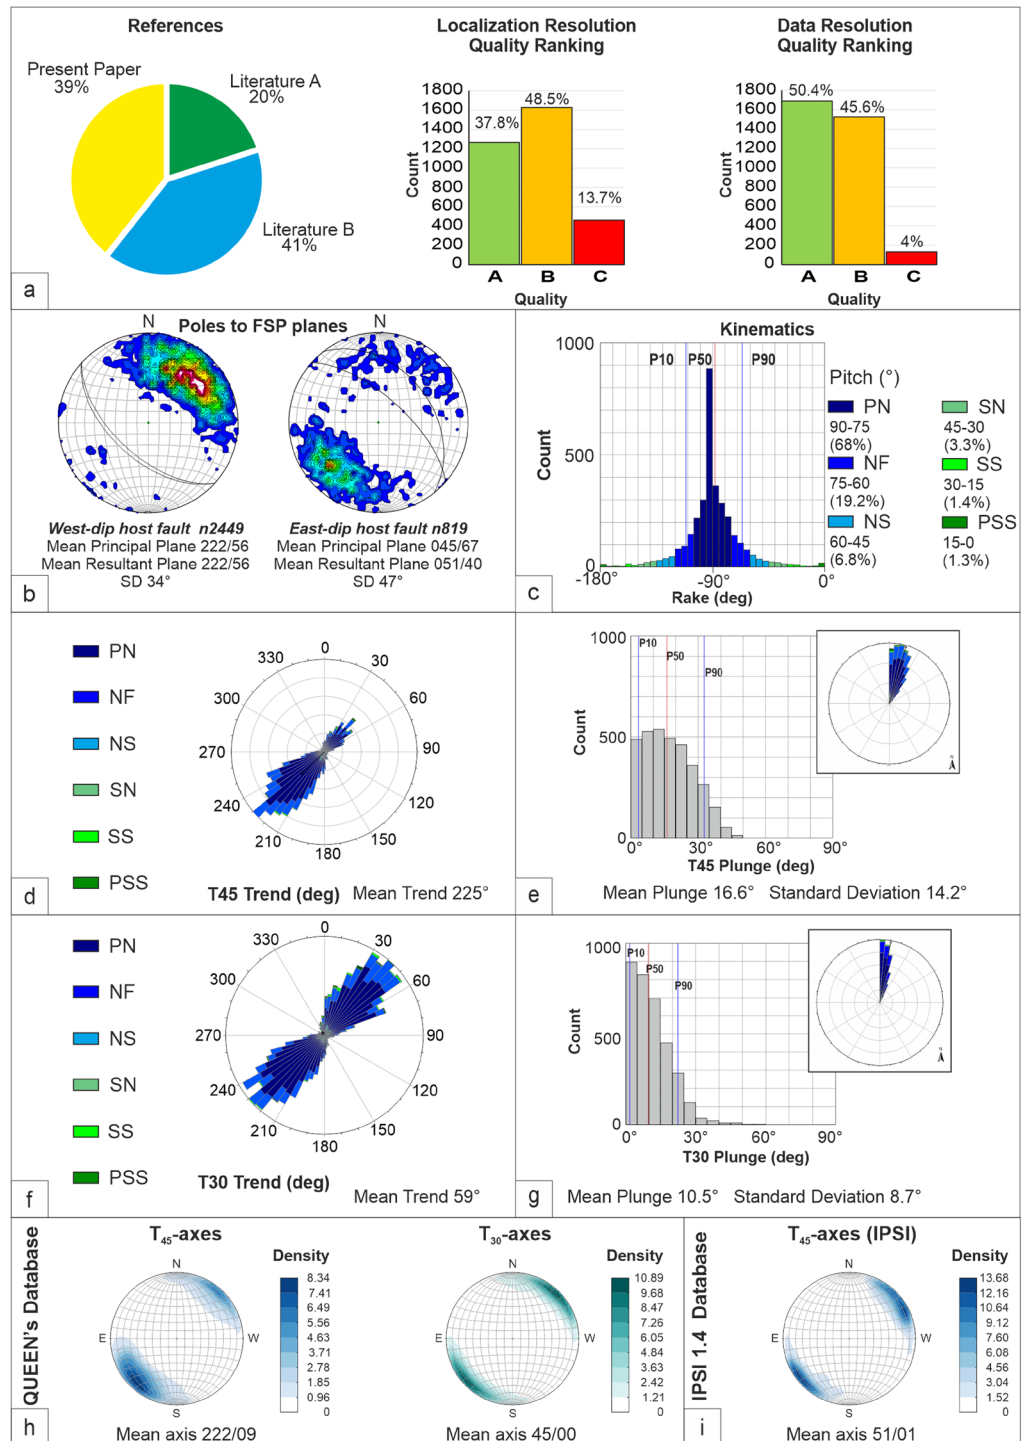 References
Present Paper
39%
Literature A
20%
Literature B
41%
Localization Resolution
Quality Ranking
1800
1600
1400
1200
1000
800
600
400
200
0
Count
37.8%
48.5%
13.7%
A B C
Quality
Data Resolution
Quality Ranking
1800
1600
1400
1200
1000
800
600
400
200
0
Count
50.4%
45.6%
4%
A B C
Quality
a
Poles to FSP planes
N
N
West-dip host fault n2449
Mean Principal Plane 222/56
Mean Resultant Plane 222/56
SD 34°
East-dip host fault n819
Mean Principal Plane 045/67
Mean Resultant Plane 051/40
SD 47°
b
Kinematics
1000
500
0
Count
P10 P50 P90
-180° -90° 0°
Rake (deg)
Pitch (°)
PN
90-75
(68%)
NF
75-60
(19.2%)
NS
60-45
(6.8%)
SN
45-30
(3.3%)
SS
30-15
(1.4%)
PSS
15-0
(1.3%)
c
PN
NF
NS
SN
SS
PSS
0
30
60
90
120
150
180
210
240
270
300
330
T45 Trend (deg) Mean Trend 225°
d
1000
500
0
Count
P10
P50
P90
0° 30° 60° 90°
T45 Plunge (deg)
N
Mean Plunge 16.6° Standard Deviation 14.2°
e
PN
NF
NS
SN
SS
PSS
0
30
60
90
120
150
180
210
240
270
300
330
T30 Trend (deg)
Mean Trend 59°
f
1000
500
0
Count
P10
P50
P90
0° 30° 60° 90°
T30 Plunge (deg)
N
Mean Plunge 10.5° Standard Deviation 8.7°
g
QUEEN's Database
T45-axes
N
E W
S
Density
8.34
7.41
6.49
5.56
4.63
3.71
2.78
1.85
0.96
0
Mean axis 222/09
T30-axes
N
E W
S
Density
10.89
9.68
8.47
7.26
6.05
4.84
3.63
2.42
1.21
0
Mean axis 45/00
h
IPSI 1.4 Database
T45-axes (IPSI)
N
E W
S
Density
13.68
12.16
10.64
9.12
7.60
6.08
4.56
3.04
1.52
0
Mean axis 51/01
i